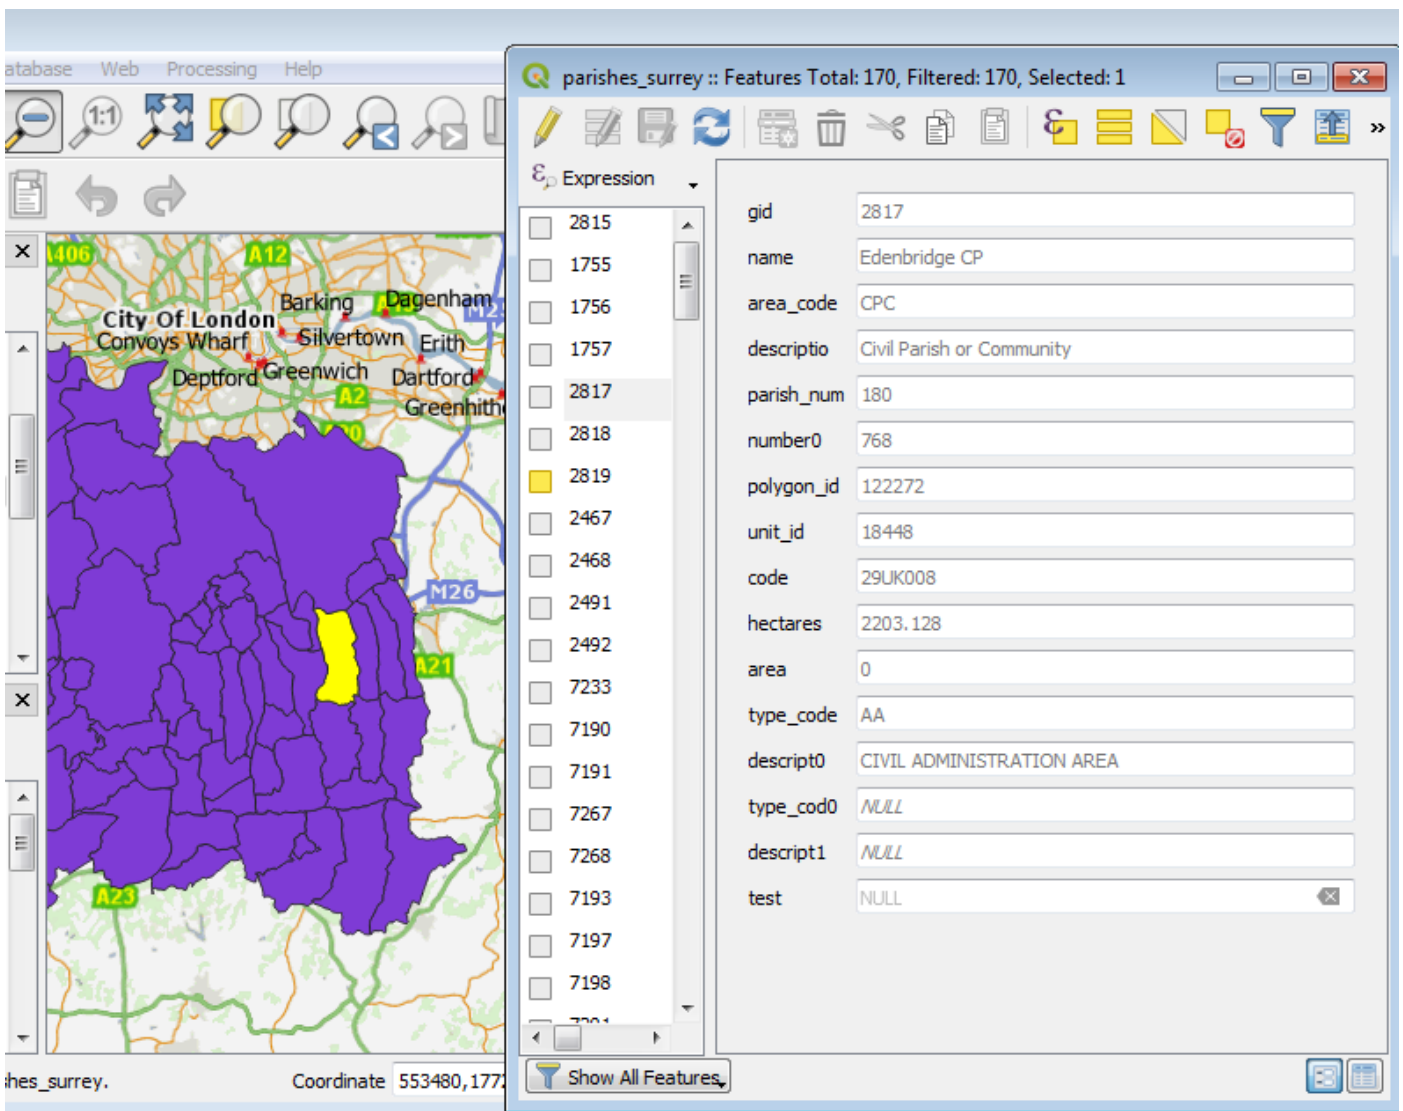 parishes_surrey :: Features Total: 170, Filtered: 170, Selected: 1
Web Processing Help
1:1
Expression
2815
1755
1756
1757
2817
2818
2819
2467
2468
2491
2492
7233
7190
7191
7267
7268
7193
7197
7198
gid 2817
name Edenbridge CP
area_code CPC
descriptio Civil Parish or Community
parish_num 180
number0 768
polygon_id 122272
unit_id 18448
code 29UK008
hectares 2203.128
area 0
type_code AA
descript0 CIVIL ADMINISTRATION AREA
type_cod0 NULL
descript1 NULL
test NULL
Show All Features
A406 A12
Barking Dagenham
City Of London
Convoys Wharf Silvertown Erith
Deptford Greenwich Dartford
A2
M26
A21
A23
hes_surrey.
Coordinate 553480,177